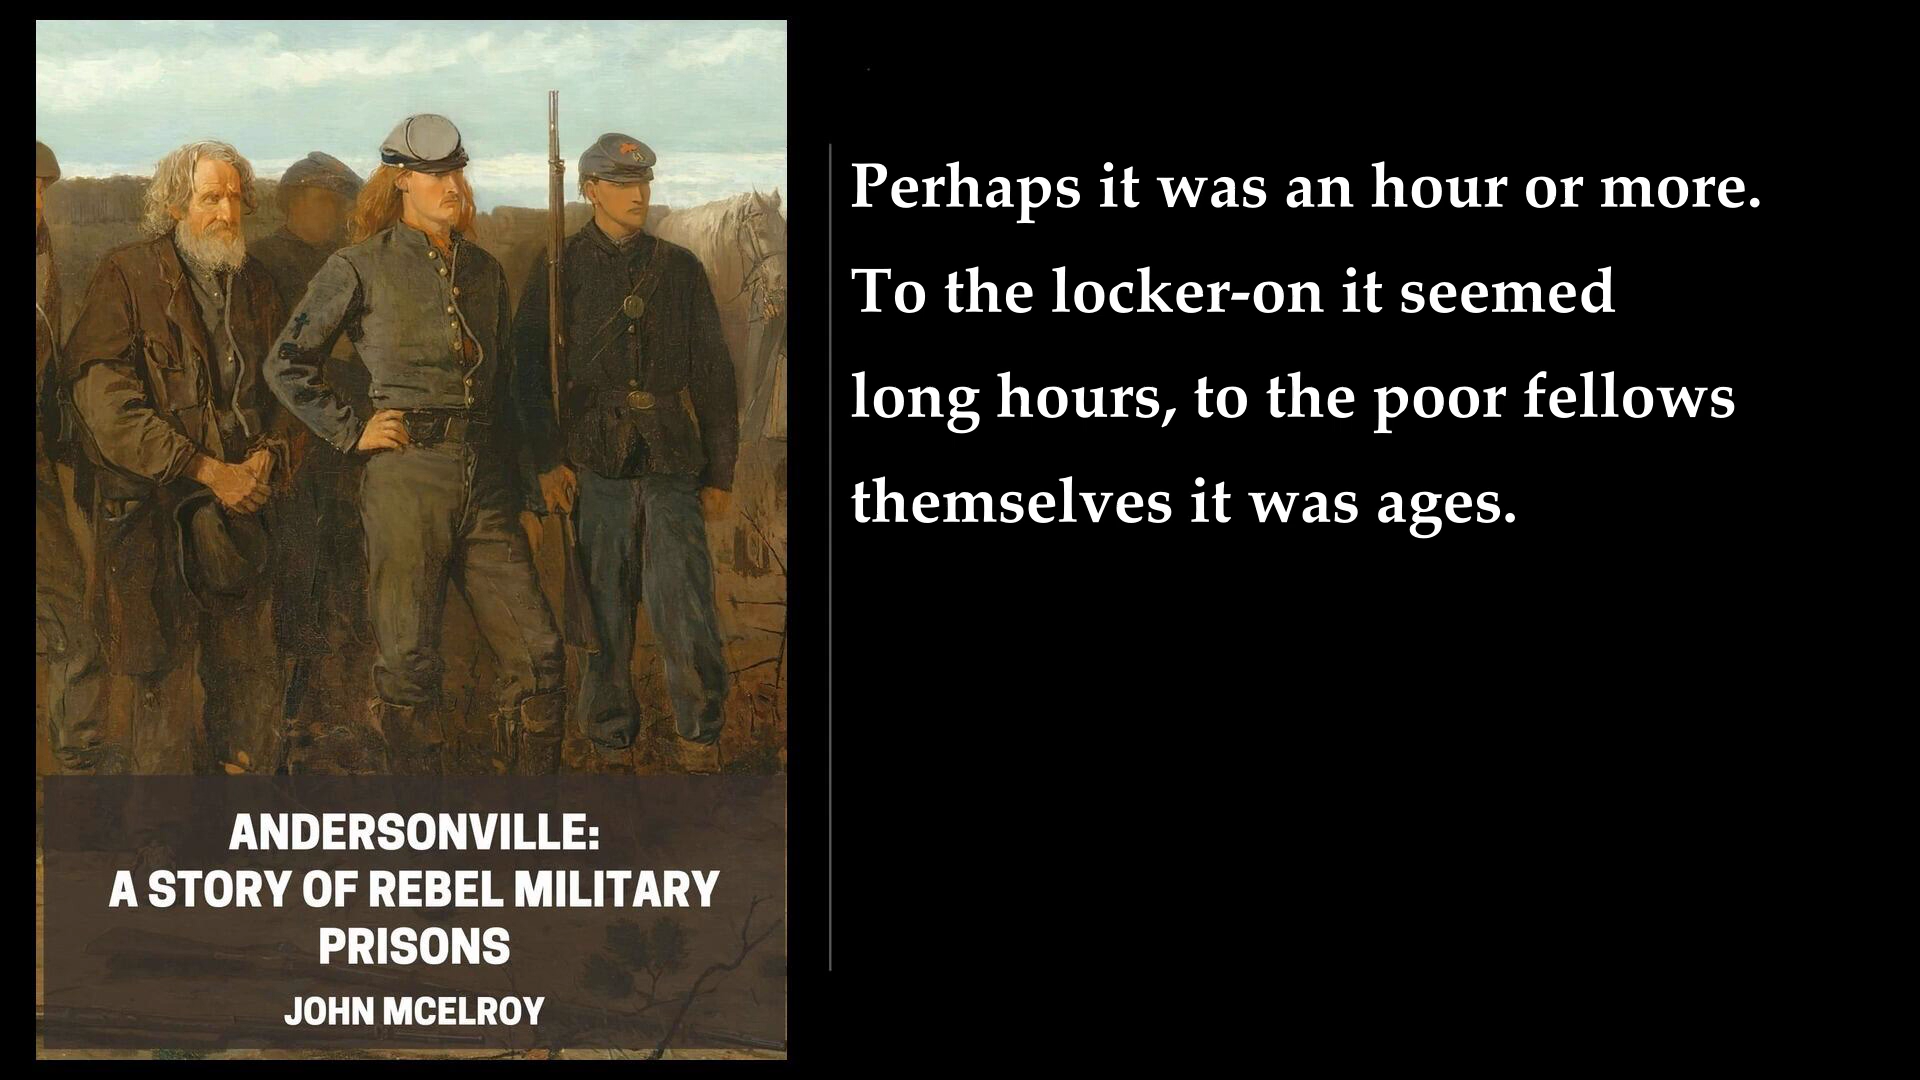 Perhaps it was an hour or more.
To the locker-on it seemed
long hours, to the poor fellows
themselves it was ages.
ANDERSONVILLE:
A STORY OF REBEL MILITARY
PRISONS
JOHN MCELROY